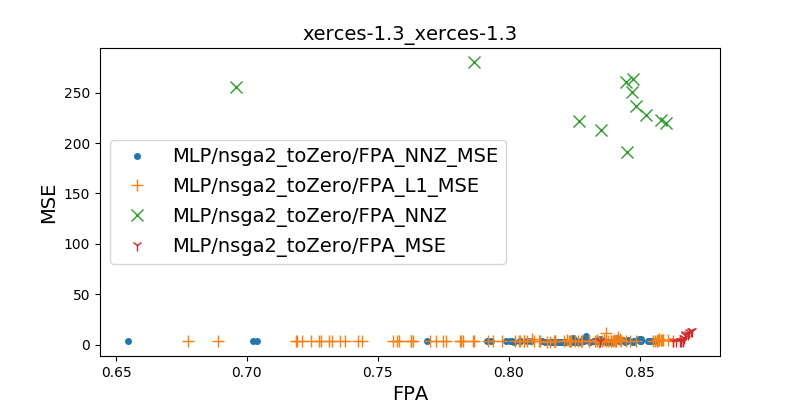 xerces-1.3_xerces-1.3
MSE
250
200
150
100
50
0
MLP/nsga2_toZero/FPA_NNZ_MSE
MLP/nsga2_toZero/FPA_L1_MSE
MLP/nsga2_toZero/FPA_NNZ
MLP/nsga2_toZero/FPA_MSE
0.65 0.70 0.75 0.80 0.85
FPA